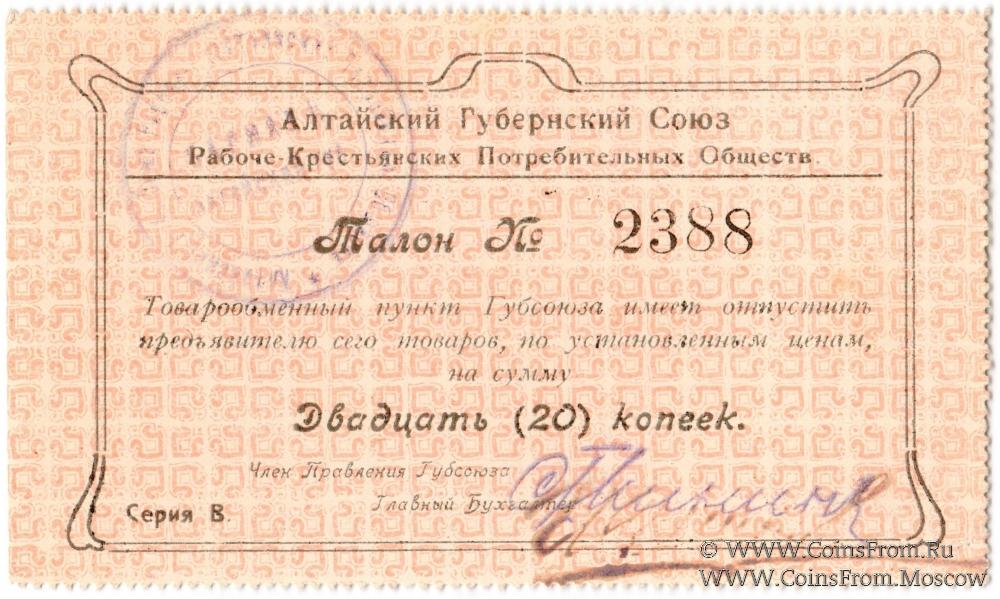 Алтайский Губернский Союз
Рабоче-Крестьянских Потребительных Обществ.
Талон № 2388
Товарообменный пункт Губсоюза имеет отпустить
предъявителю сего товаров, по установленным ценам,
на сумму
Двадцать (20) копеек.
Член Правления Губсоюза
Главный Бухгалтер
Серия В.
© www.CoinsFrom.Ru
www.CoinsFrom.Moscow